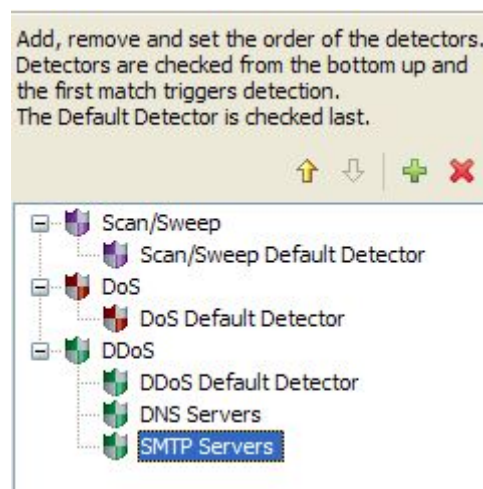 Add, remove and set the order of the detectors.
Detectors are checked from the bottom up and
the first match triggers detection.
The Default Detector is checked last.
Scan/Sweep
Scan/Sweep Default Detector
DoS
DoS Default Detector
DDoS
DDoS Default Detector
DNS Servers
SMTP Servers